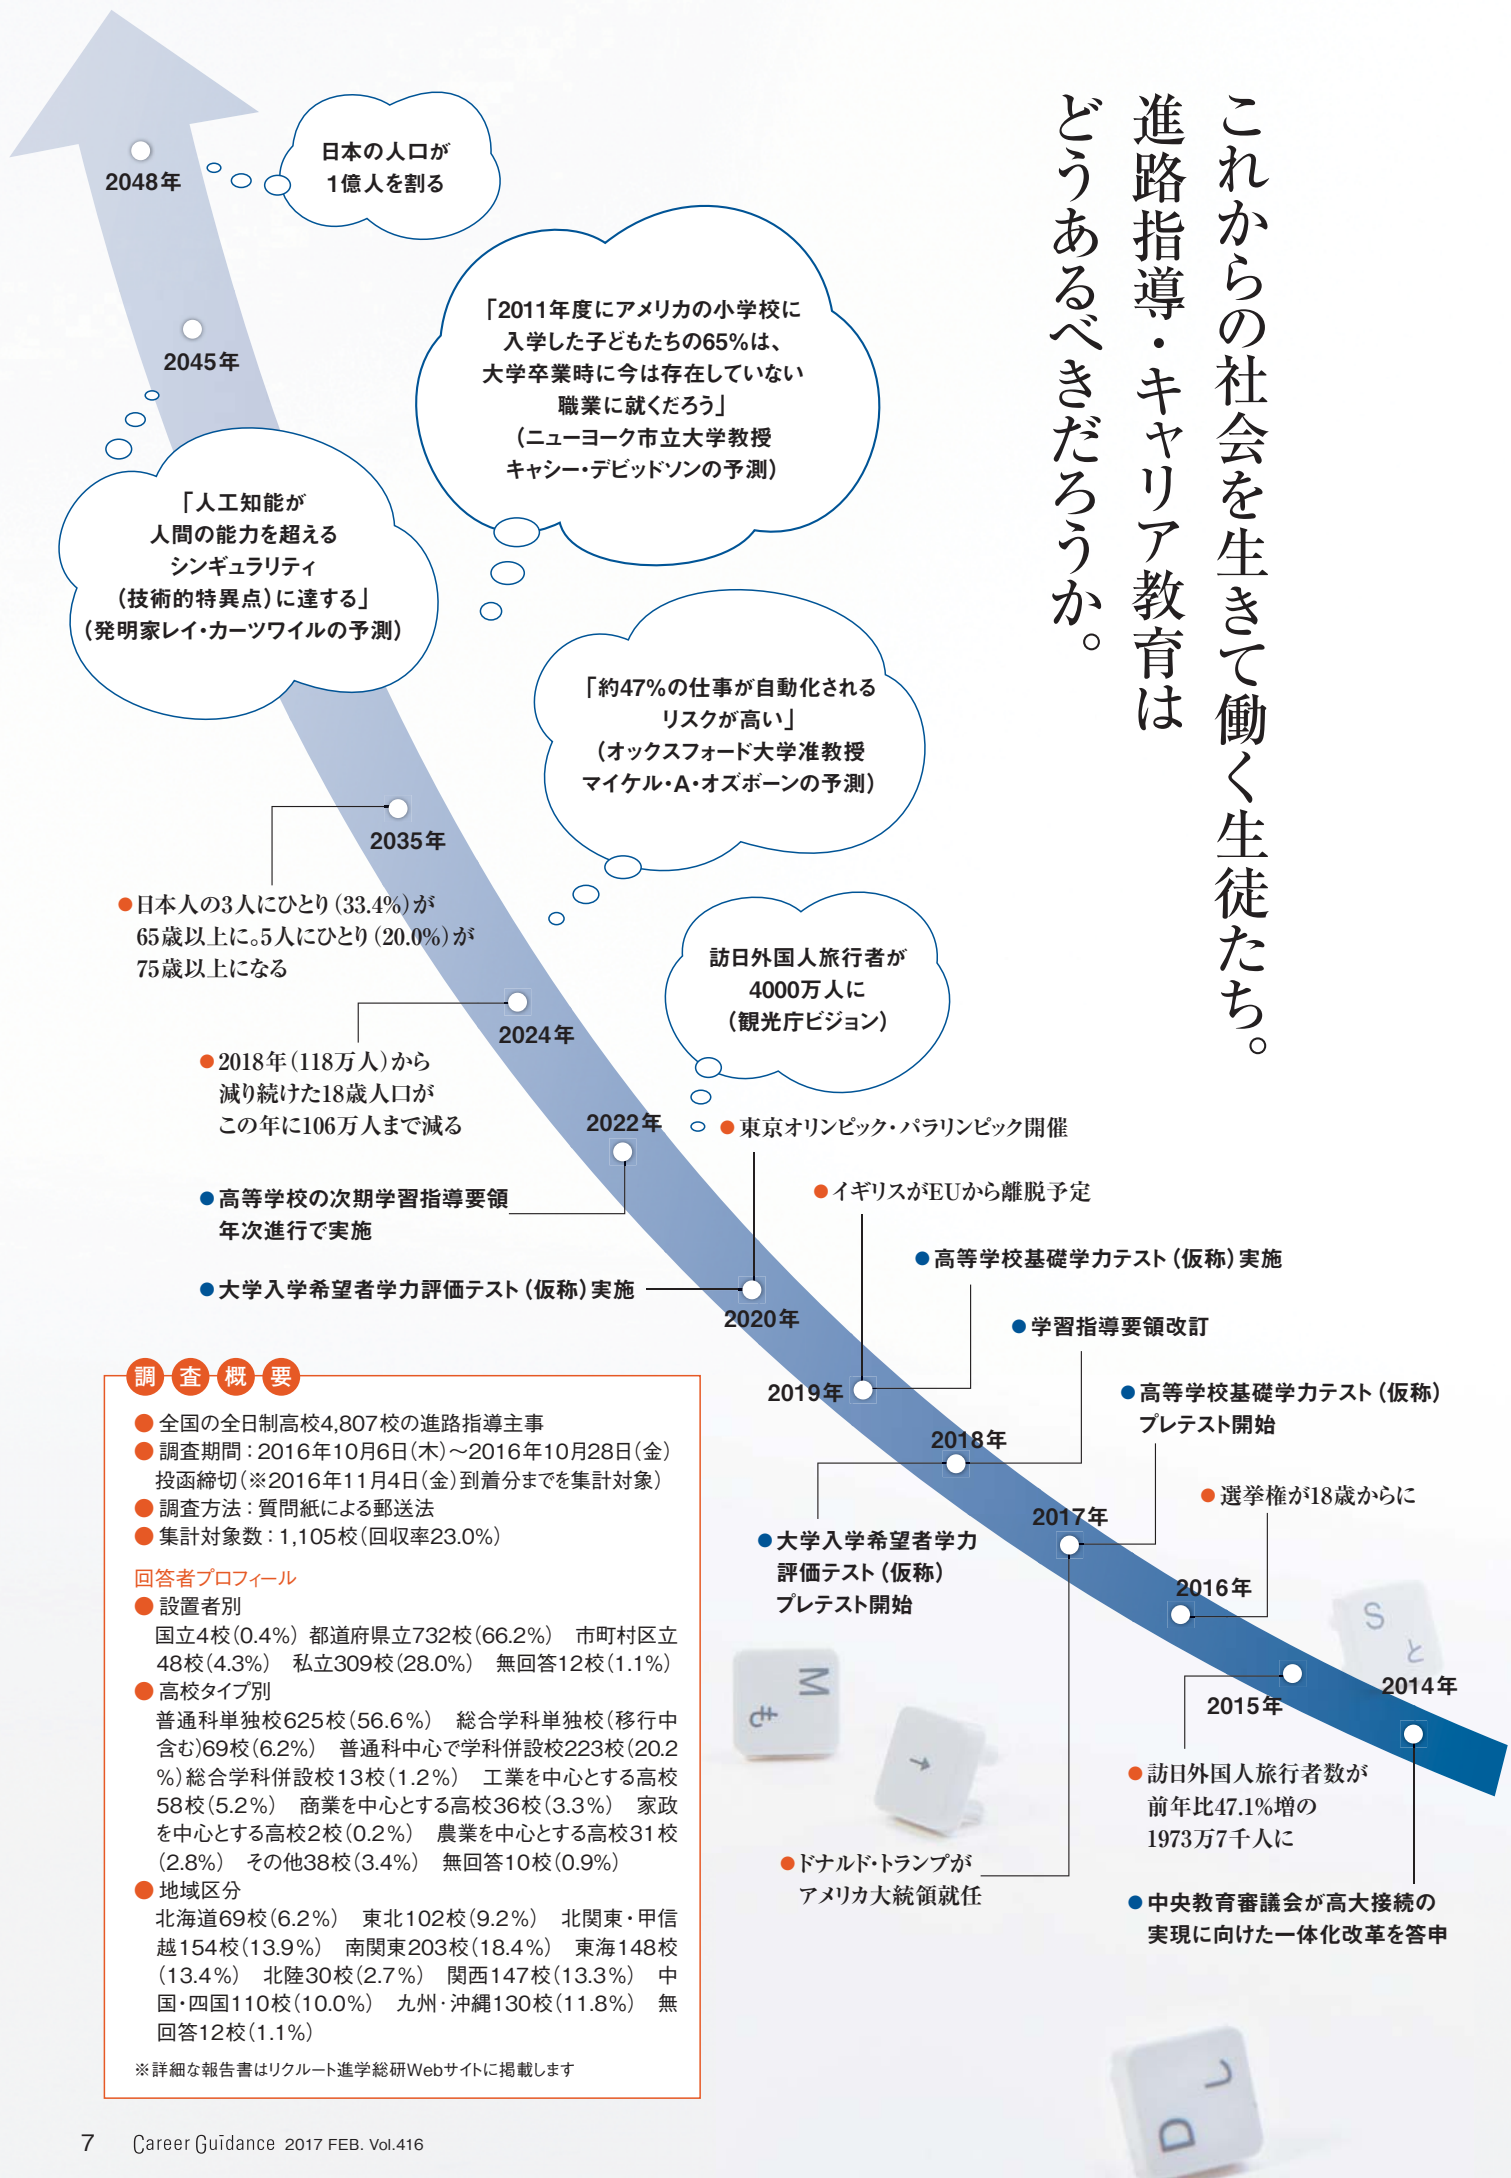 これからの社会を生きて働く生徒たち。
進路指導・キャリア教育は
どうあるべきだろうか。
2048年
日本の人口が
1億人を割る
2045年
「人工知能が
人間の能力を超える
シンギュラリティ
（技術的特異点）に達する」
（発明家レイ・カーツワイルの予測）
「2011年度にアメリカの小学校に
入学した子どもたちの65%は、
大学卒業時に今は存在していない
職業に就くだろう」
（ニューヨーク市立大学教授
キャシー・デビッドソンの予測）
「約47%の仕事が自動化される
リスクが高い」
（オックスフォード大学准教授
マイケル・A・オズボーンの予測）
2035年
●日本人の3人にひとり（33.4%）が
65歳以上に。5人にひとり（20.0%）が
75歳以上になる
訪日外国人旅行者が
4000万人に
（観光庁ビジョン）
2024年
●2018年（118万人）から
減り続けた18歳人口が
この年に106万人まで減る
2022年
●高等学校の次期学習指導要領
年次進行で実施
●東京オリンピック・パラリンピック開催
●大学入学希望者学力評価テスト（仮称）実施
2020年
●イギリスがEUから離脱予定
●高等学校基礎学力テスト（仮称）実施
2019年
●学習指導要領改訂
2018年
●大学入学希望者学力
評価テスト（仮称）
プレテスト開始
●高等学校基礎学力テスト（仮称）
プレテスト開始
2017年
●ドナルド・トランプが
アメリカ大統領就任
●選挙権が18歳からに
2016年
2015年
●訪日外国人旅行者数が
前年比47.1%増の
1973万7千人に
2014年
●中央教育審議会が高大接続の
実現に向けた一体化改革を答申
S
と
M
も
→
D
し
調査概要
●全国の全日制高校4,807校の進路指導主事
●調査期間：2016年10月6日（木）〜2016年10月28日（金）
投函締切（※2016年11月4日（金）到着分までを集計対象）
●調査方法：質問紙による郵送法
●集計対象数：1,105校（回収率23.0%）
回答者プロフィール
●設置者別
国立4校（0.4%） 都道府県立732校（66.2%） 市町村区立
48校（4.3%） 私立309校（28.0%） 無回答12校（1.1%）
●高校タイプ別
普通科単独校625校（56.6%） 総合学科単独校（移行中
含む）69校（6.2%） 普通科中心で学科併設校223校（20.2
%）総合学科併設校13校（1.2%） 工業を中心とする高校
58校（5.2%） 商業を中心とする高校36校（3.3%） 家政
を中心とする高校2校（0.2%） 農業を中心とする高校31校
（2.8%） その他38校（3.4%） 無回答10校（0.9%）
●地域区分
北海道69校（6.2%） 東北102校（9.2%） 北関東・甲信
越154校（13.9%） 南関東203校（18.4%） 東海148校
（13.4%） 北陸30校（2.7%） 関西147校（13.3%） 中
国・四国110校（10.0%） 九州・沖縄130校（11.8%） 無
回答12校（1.1%）
※詳細な報告書はリクルート進学総研Webサイトに掲載します
7 Career Guidance 2017 FEB. Vol.416